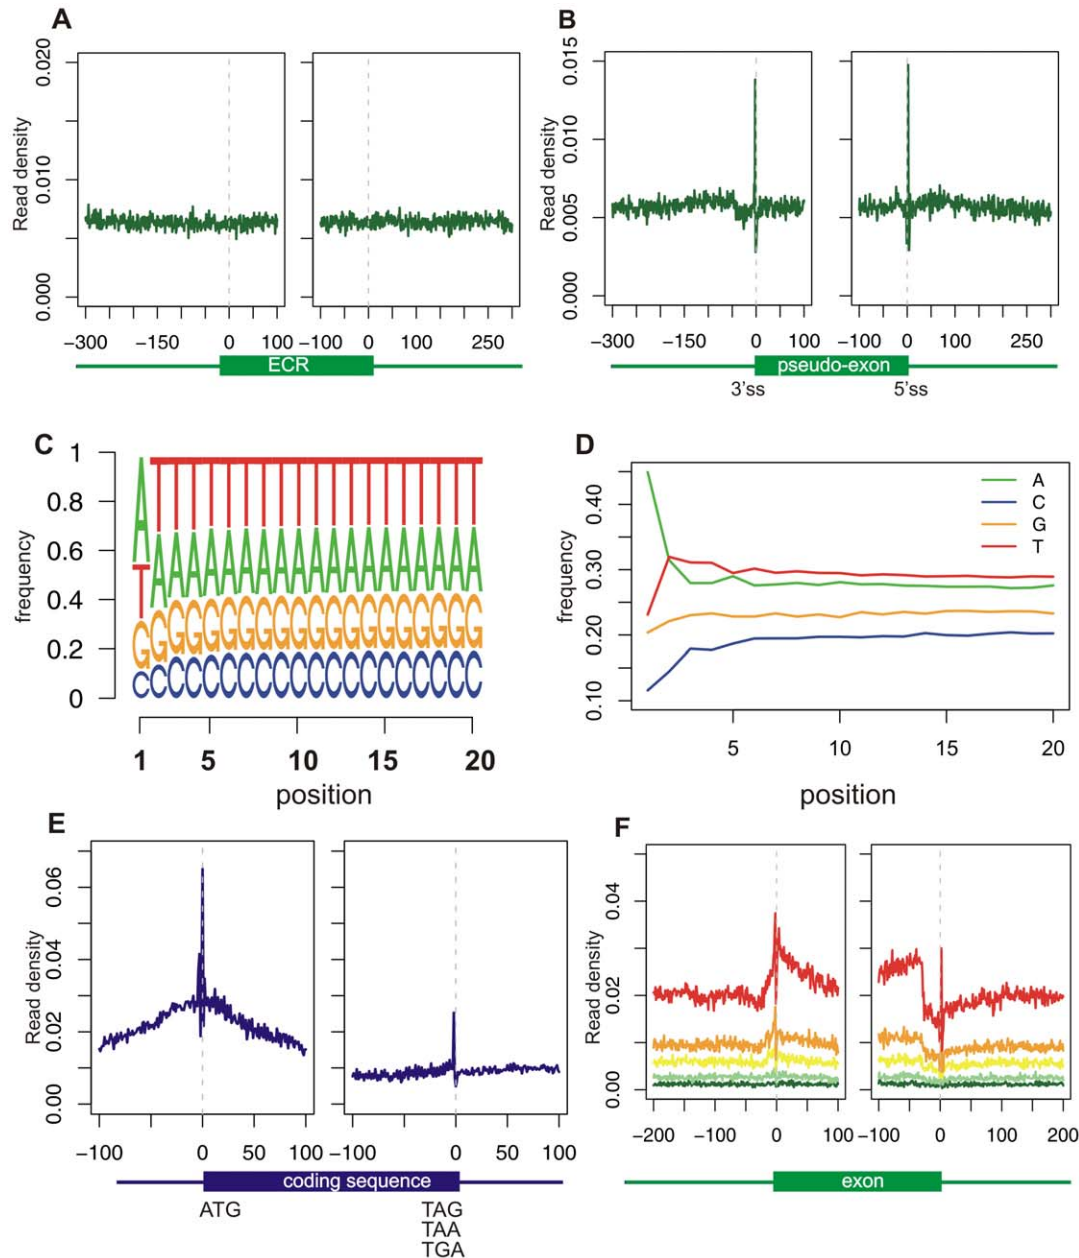 A
B
Read density
0.000 0.010 0.020
−300 −150 0 100
−100 0 100 250
ECR
Read density
0.000 0.005 0.010 0.015
−300 −150 0 100
−100 0 100 250
pseudo-exon
3'ss 5'ss
C
frequency
1
0.8
0.6
0.4
0.2
0
A T T T T T T T T T T T T T T T T T T T
T A A A A A A A A A A A A A A A A A A A
G G G G G G G G G G G G G G G G G G G G
C C C C C C C C C C C C C C C C C C C C
1 5 10 15 20
position
D
frequency
0.10 0.20 0.30 0.40
A
C
G
T
5 10 15 20
position
E
Read density
0.00 0.02 0.04 0.06
−100 0 50 100
−100 0 50 100
coding sequence
ATG
TAG
TAA
TGA
F
Read density
0.00 0.02 0.04
−200 −100 0 100
−100 0 100 200
exon